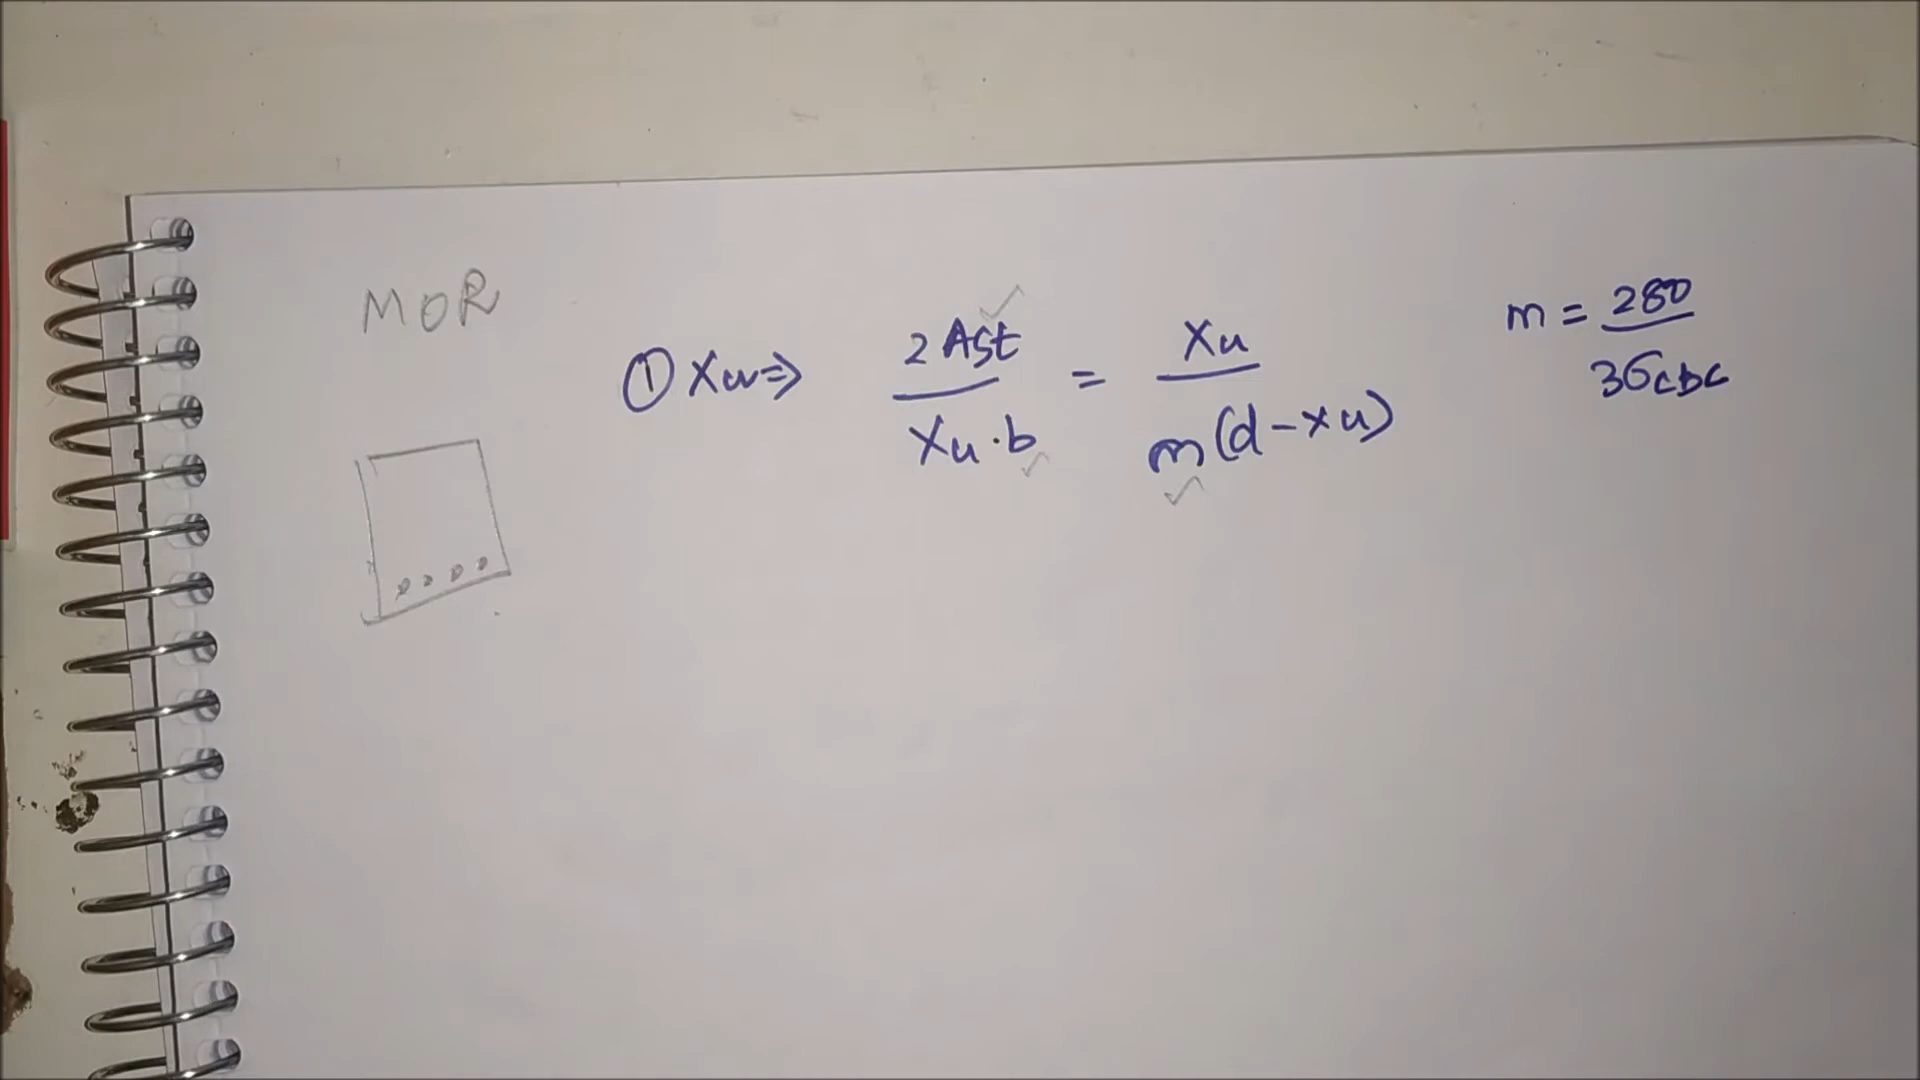 MOR
① Xu ⇒ 2 Ast / Xu · b = Xu / m(d - xu)
m = 280 / 3σcbc